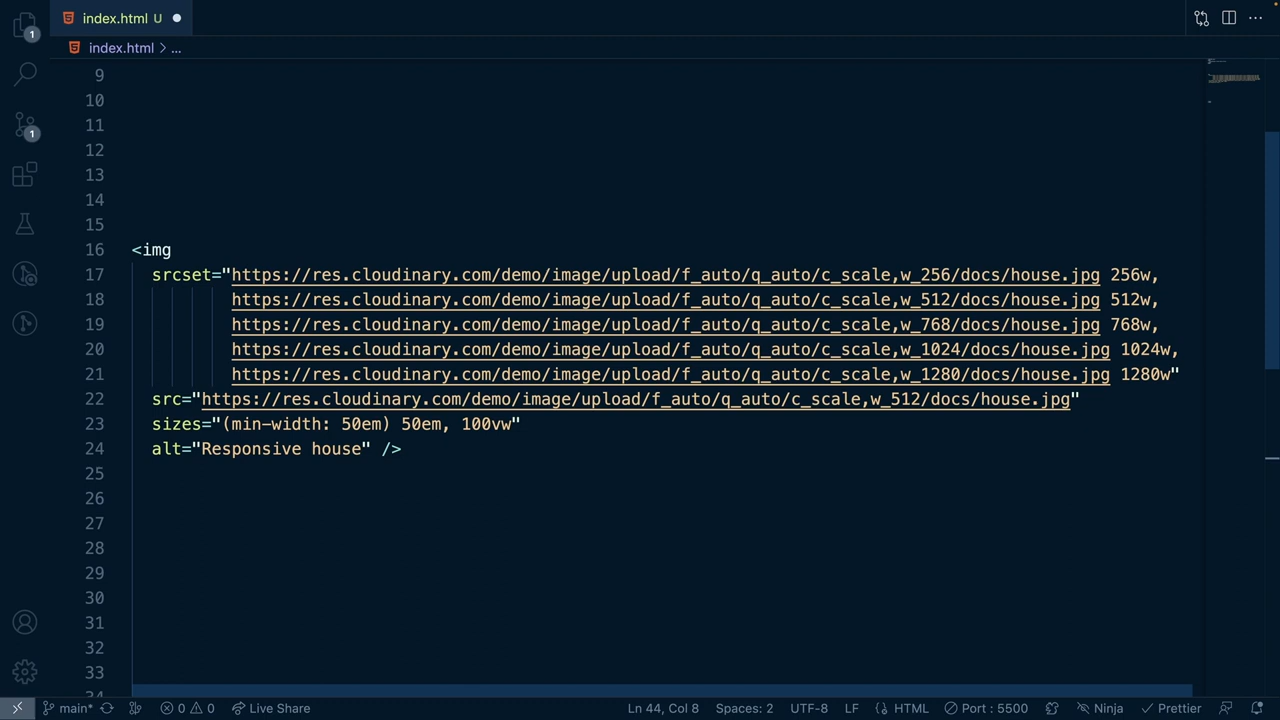 index.html U
index.html > ...
1
1
9
10
11
12
13
14
15
16 <img
17 srcset="https://res.cloudinary.com/demo/image/upload/f_auto/q_auto/c_scale,w_256/docs/house.jpg 256w,
18 https://res.cloudinary.com/demo/image/upload/f_auto/q_auto/c_scale,w_512/docs/house.jpg 512w,
19 https://res.cloudinary.com/demo/image/upload/f_auto/q_auto/c_scale,w_768/docs/house.jpg 768w,
20 https://res.cloudinary.com/demo/image/upload/f_auto/q_auto/c_scale,w_1024/docs/house.jpg 1024w,
21 https://res.cloudinary.com/demo/image/upload/f_auto/q_auto/c_scale,w_1280/docs/house.jpg 1280w"
22 src="https://res.cloudinary.com/demo/image/upload/f_auto/q_auto/c_scale,w_512/docs/house.jpg"
23 sizes="(min-width: 50em) 50em, 100vw"
24 alt="Responsive house" />
25
26
27
28
29
30
31
32
33
34
main* 0 0 Live Share Ln 44, Col 8 Spaces: 2 UTF-8 LF {} HTML Port : 5500 Ninja Prettier